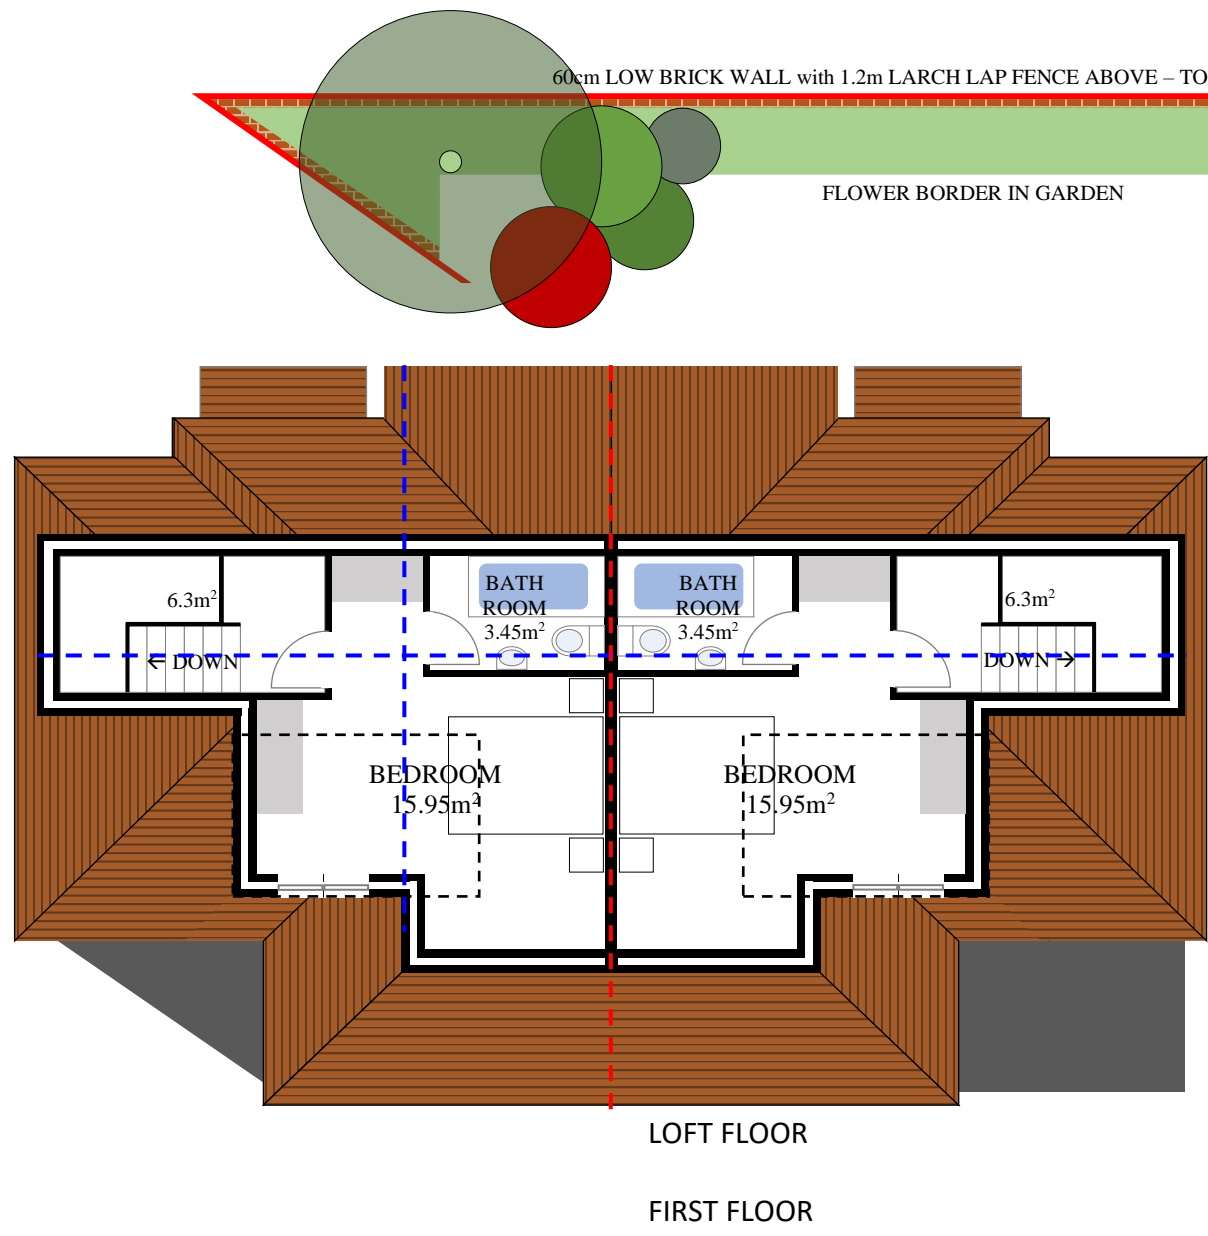 60cm LOW BRICK WALL with 1.2m LARCH LAP FENCE ABOVE – TO
FLOWER BORDER IN GARDEN
BATH
ROOM
3.45m²
BATH
ROOM
3.45m²
6.3m²
6.3m²
← DOWN
DOWN →
BEDROOM
15.95m²
BEDROOM
15.95m²
LOFT FLOOR
FIRST FLOOR